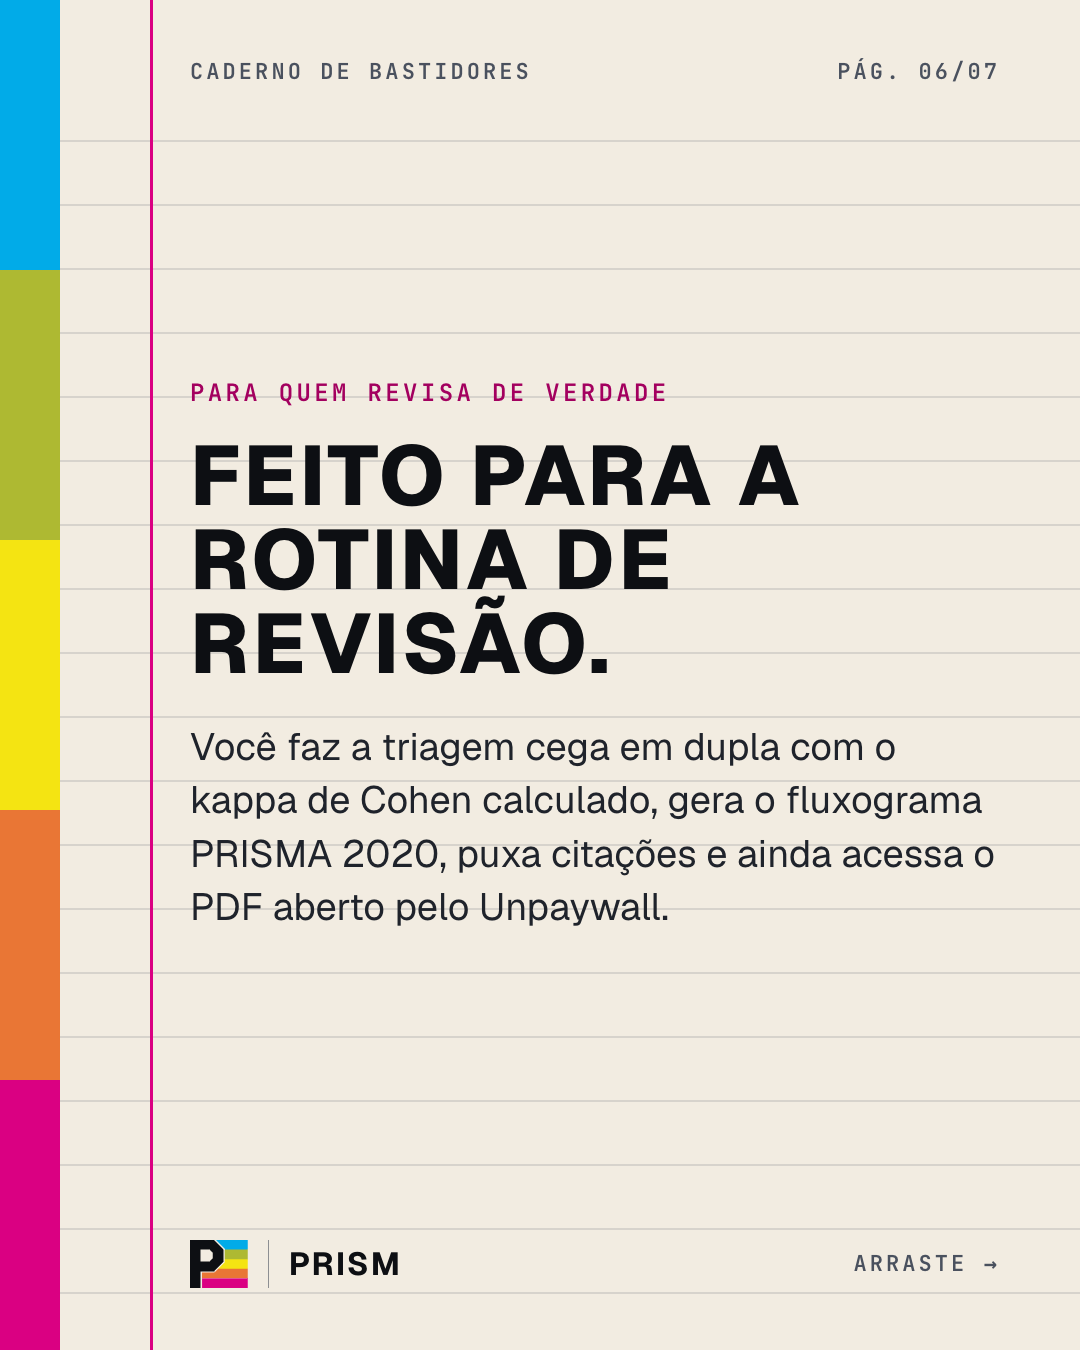 CADERNO DE BASTIDORES
PÁG. 06/07
PARA QUEM REVISA DE VERDADE
FEITO PARA A
ROTINA DE
REVISÃO.
Você faz a triagem cega em dupla com o
kappa de Cohen calculado, gera o fluxograma
PRISMA 2020, puxa citações e ainda acessa o
PDF aberto pelo Unpaywall.
PRISM
ARRASTE →